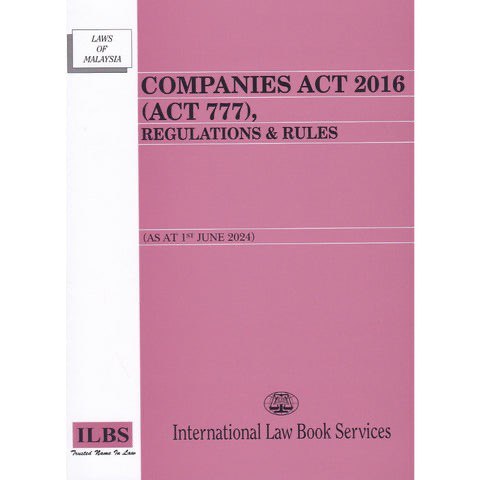 LAWS
OF
MALAYSIA
COMPANIES ACT 2016
(ACT 777),
REGULATIONS & RULES
(AS AT 1ST JUNE 2024)
International Law Book Services
ILBS
Trusted Name In Law